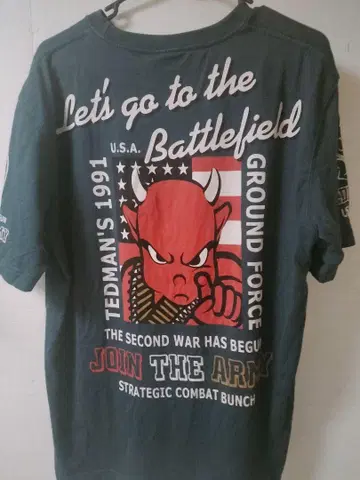 Let's go to the
Battlefield
U.S.A.
TEDMAN'S 1991
GROUND FORCE
THE SECOND WAR HAS BEGUN
JOIN THE ARMY
STRATEGIC COMBAT BUNCH